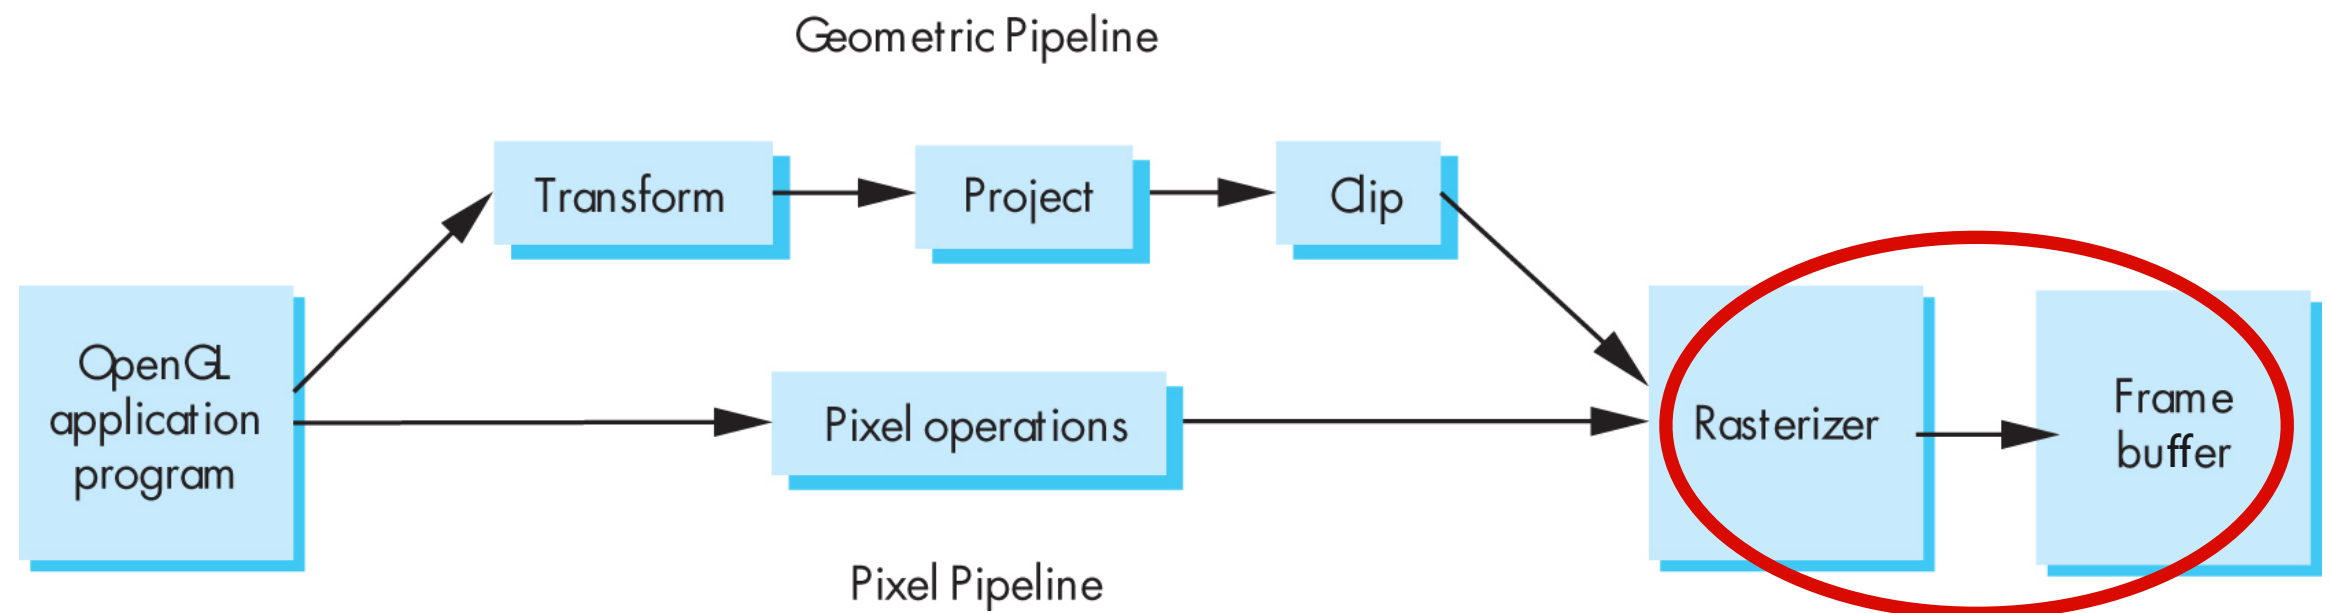 Geometric Pipeline
Transform
Project
Clip
OpenGL
application
program
Pixel operations
Rasterizer
Frame
buffer
Pixel Pipeline